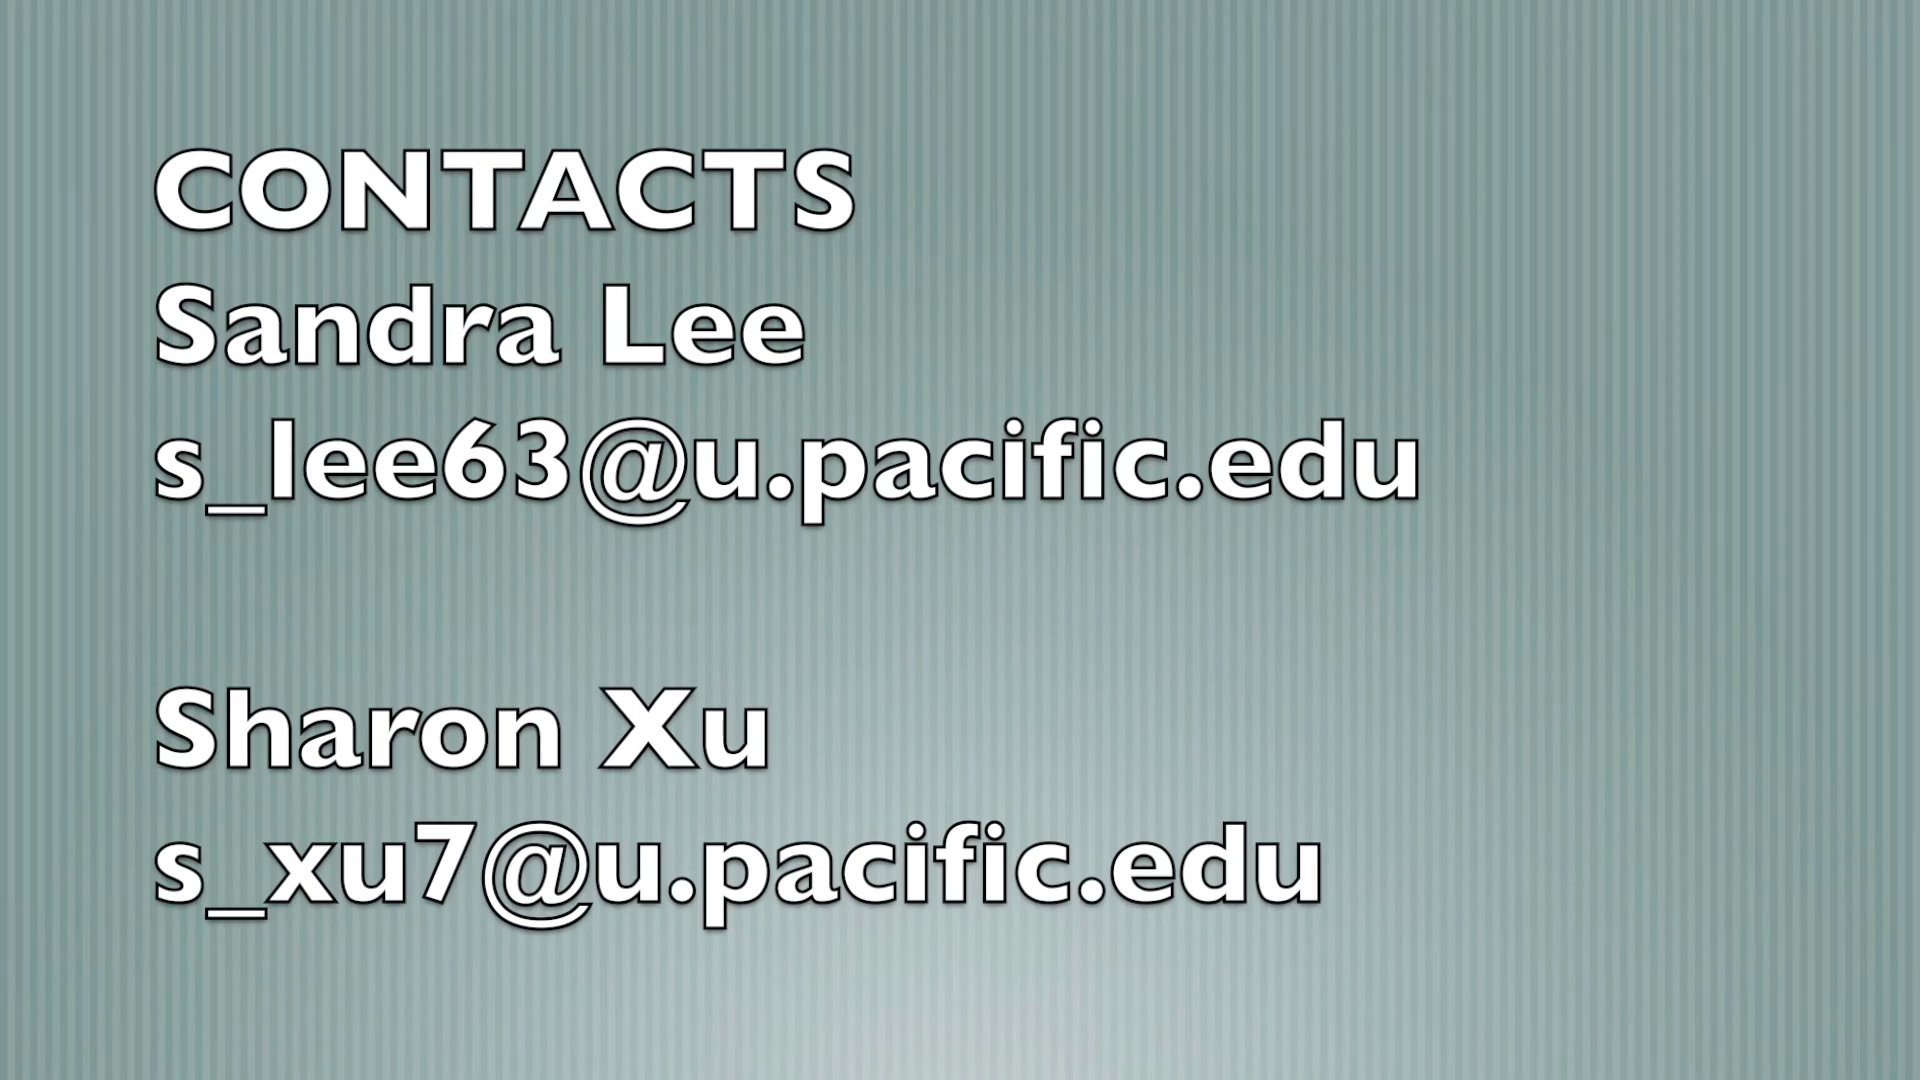 CONTACTS
Sandra Lee
s_lee63@u.pacific.edu
Sharon Xu
s_xu7@u.pacific.edu